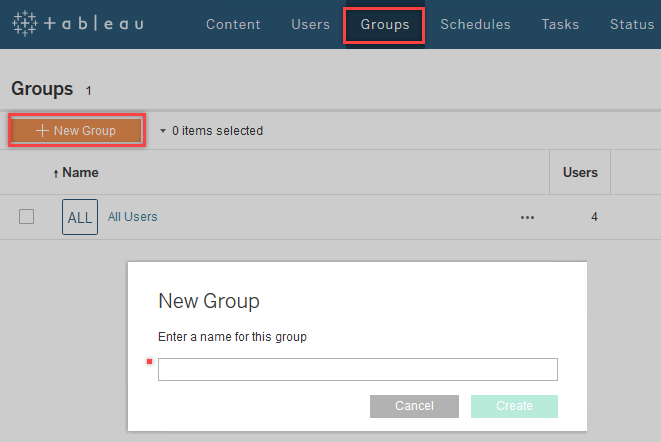 tableau Content Users Groups Schedules Tasks Status
Groups 1
+ New Group ▾ 0 items selected
↑ Name Users
ALL All Users ••• 4
New Group
Enter a name for this group
Cancel Create